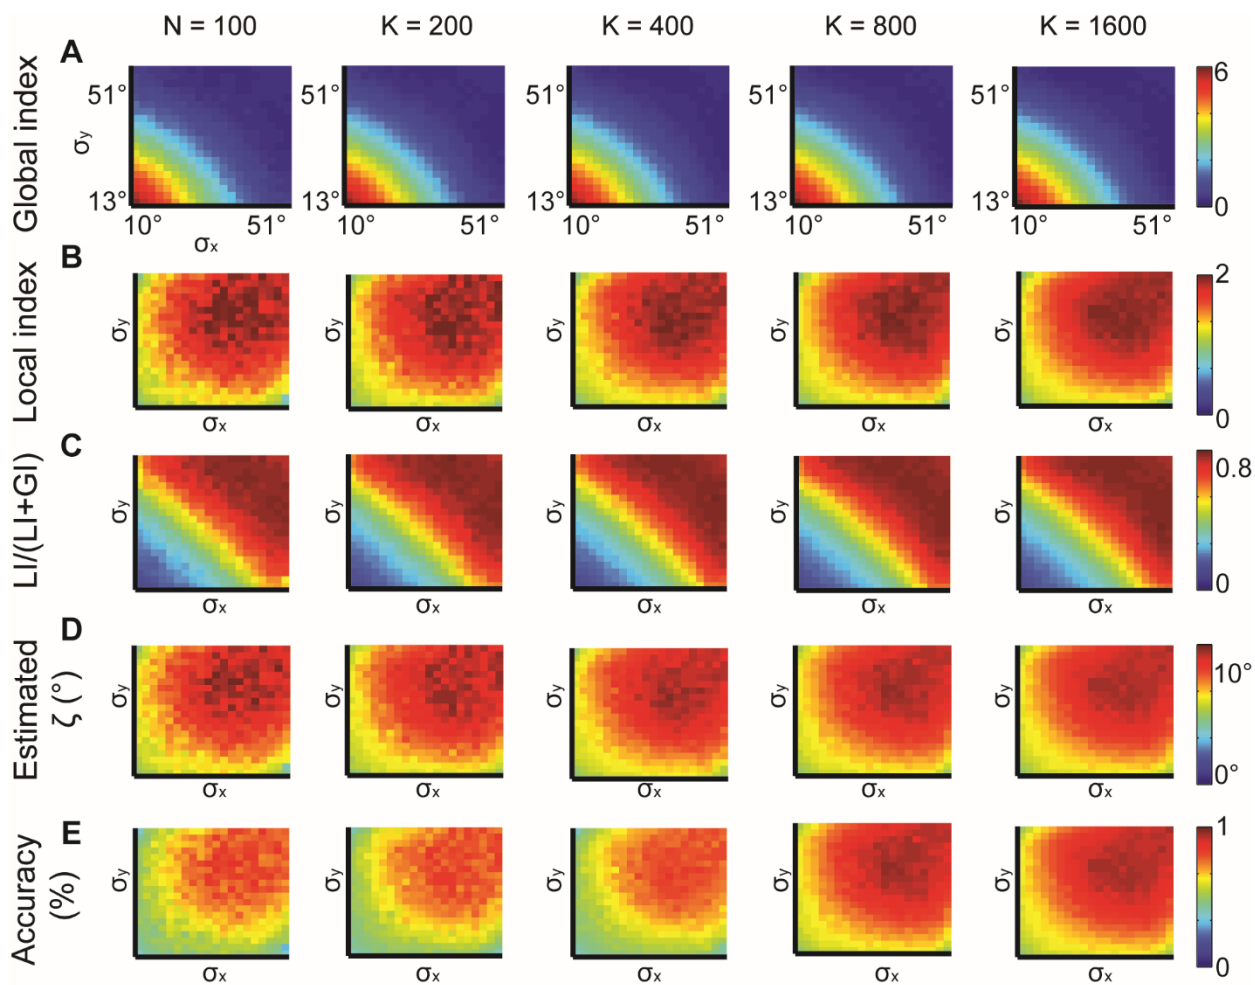 N = 100 K = 200 K = 400 K = 800 K = 1600
A
Global index
σy
51° 51° 51° 51° 51° 6
13° 13° 13° 13° 13° 0
10° 51° 10° 51° 10° 51° 10° 51° 10° 51°
σx
B
Local index
σy σy σy σy σy
2
0
σx σx σx σx σx
C
LI/(LI+GI)
σy σy σy σy σy
0.8
0
σx σx σx σx σx
D
Estimated
ζ (°)
σy σy σy σy σy
10°
0°
σx σx σx σx σx
E
Accuracy
(%)
σy σy σy σy σy
1
0
σx σx σx σx σx